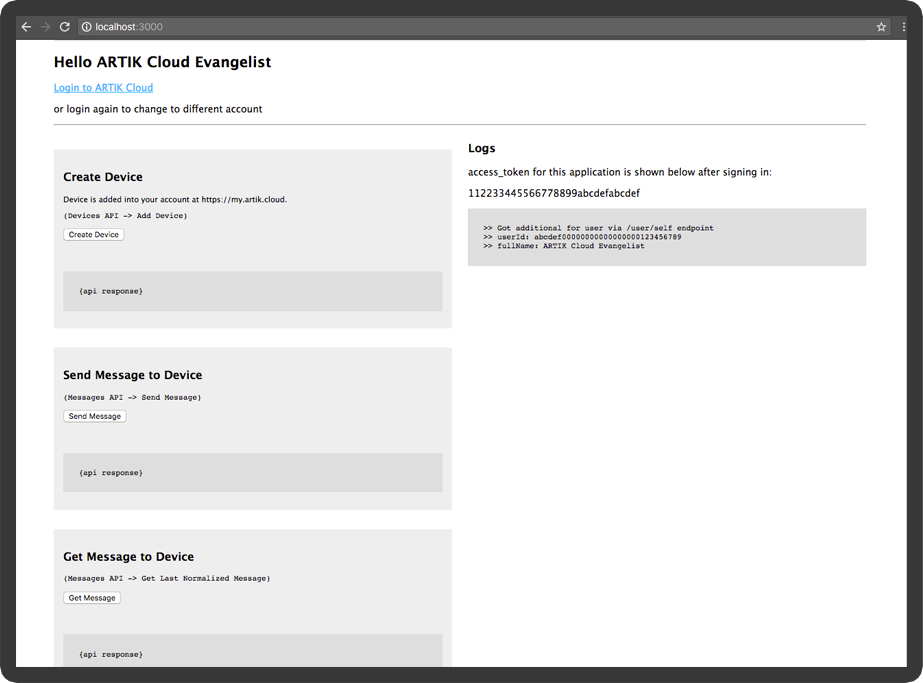 localhost:3000
Hello ARTIK Cloud Evangelist
Login to ARTIK Cloud
or login again to change to different account
Create Device
Device is added into your account at https://my.artik.cloud.
(Devices API -> Add Device)
Create Device
{api response}
Send Message to Device
(Messages API -> Send Message)
Send Message
{api response}
Get Message to Device
(Messages API -> Get Last Normalized Message)
Get Message
{api response}
Logs
access_token for this application is shown below after signing in:
112233445566778899abcdefabcdef
>> Got additional for user via /user/self endpoint
>> userId: abcdef00000000000000000123456789
>> fullName: ARTIK Cloud Evangelist